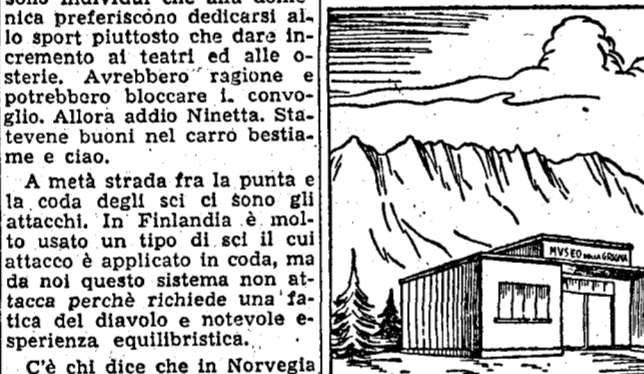 sono individui che alla dome-
nica preferiscono dedicarsi al-
lo sport piuttosto che dare in-
cremento ai teatri ed alle o-
sterie. Avrebbero ragione e
potrebbero bloccare i. convo-
glio. Allora addio Ninetta. Sta-
tevene buoni nel carro bestia-
me e ciao.
A metà strada fra la punta e
la coda degli sci ci sono gli
attacchi. In Finlandia è mol-
to usato un tipo di sci il cui
attacco è applicato in coda, ma
da noi questo sistema non at-
tacca perchè richiede una fa-
tica del diavolo e notevole e-
sperienza equilibristica.
C'è chi dice che in Norvegia
MUSEO DELLA GRIGNA